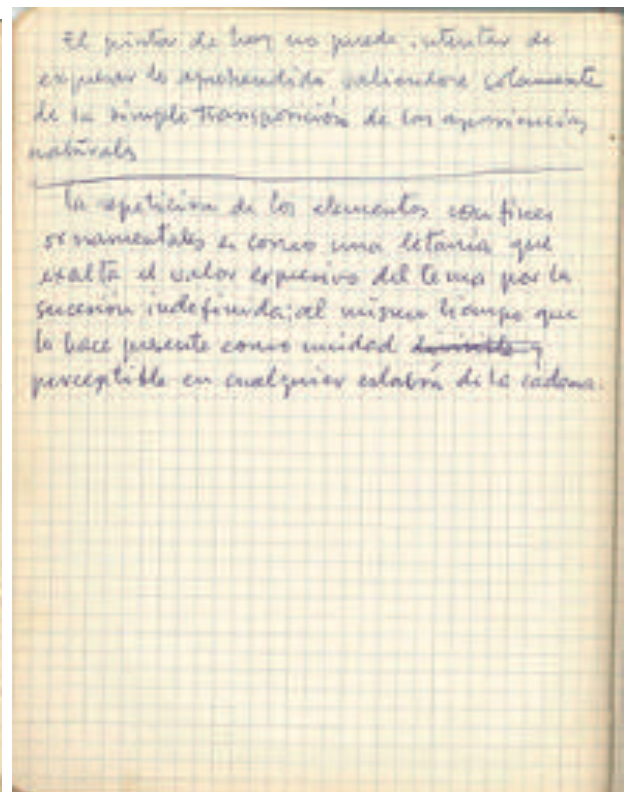 El pintor de hoy no puede intentar de
expresar lo aprehendido valiendose solamente
de la simple transposición de las apariencias
naturales
la repetición de los elementos con fines
ornamentales es como una letanía que
exalta el valor expresivo del tema por la
sucesión indefinida; al mismo tiempo que
lo hace presente como unidad divisible y
perceptible en cualquier eslabón de la cadena.